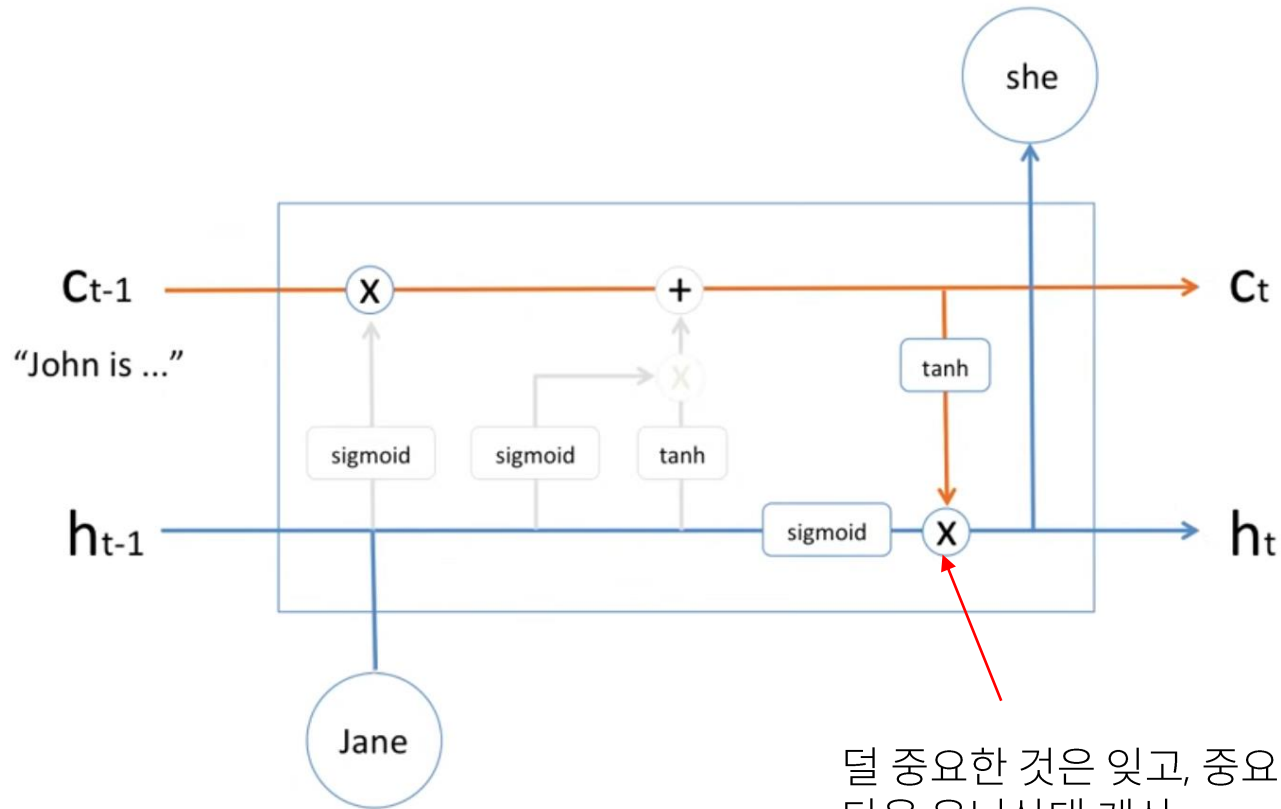 she
Ct-1
X
+
Ct
"John is ..."
tanh
X
sigmoid
sigmoid
tanh
ht-1
sigmoid
X
ht
Jane
덜 중요한 것은 잊고, 중요